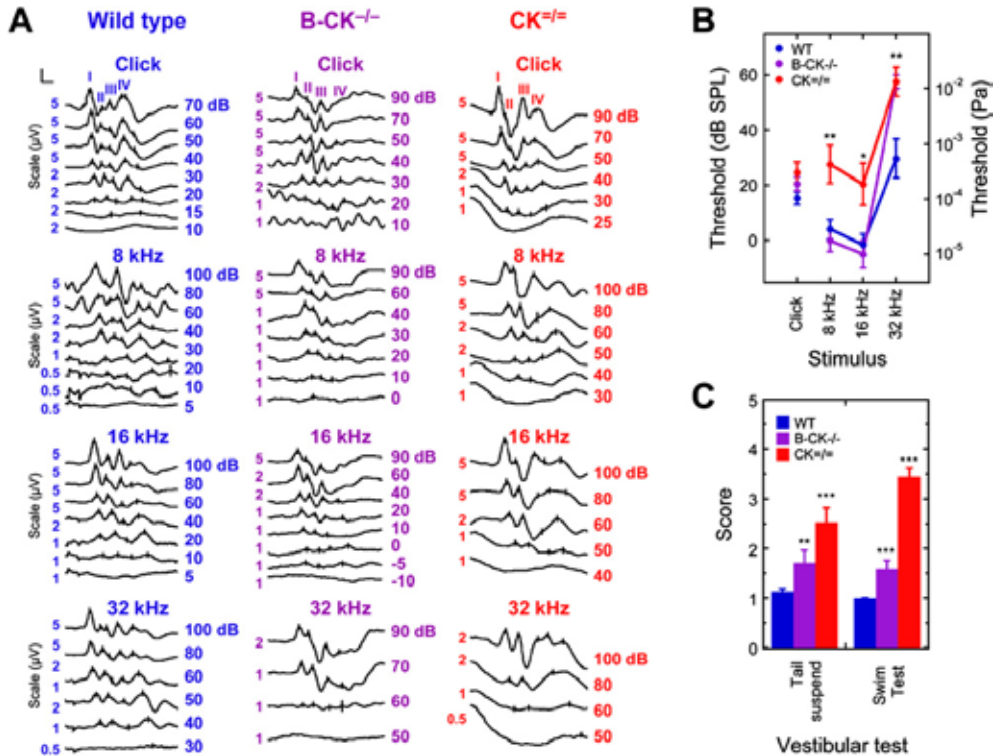 A
Wild type
B-CK–/–
CK=/=
Click
I II III IV
5 70 dB
5 60
5 50
5 40
2 30
2 20
2 15
2 10
Scale (µV)
Click
I II III IV
5 90 dB
5 70
5 50
5 40
2 30
1 20
1 10
Click
I II III IV
5 90 dB
5 70
5 50
2 40
2 30
1 25
8 kHz
5 100 dB
5 80
5 60
2 40
2 30
1 20
0.5 10
0.5 5
Scale (µV)
8 kHz
5 90 dB
5 60
1 40
1 30
1 20
1 10
1 0
8 kHz
5 100 dB
5 80
2 60
2 50
1 40
1 30
16 kHz
5 100 dB
5 80
5 60
2 40
2 20
1 10
1 5
Scale (µV)
16 kHz
5 90 dB
2 60
2 40
1 20
1 10
1 0
1 -5
1 -10
16 kHz
5 100 dB
5 80
2 60
1 50
1 40
32 kHz
5 100 dB
5 80
1 60
2 50
1 40
0.5 30
Scale (µV)
32 kHz
2 90 dB
1 70
1 60
1 50
32 kHz
2 100 dB
2 80
1 60
0.5 50
B
WT
B-CK-/-
CK=/=
** * **
Threshold (dB SPL)
60
40
20
0
Threshold (Pa)
10-2
10-3
10-4
10-5
Click
8 kHz
16 kHz
32 kHz
Stimulus
C
WT
B-CK-/-
CK=/=
** *** *** ***
Score
5
4
3
2
1
0
Tail suspend
Swim Test
Vestibular test